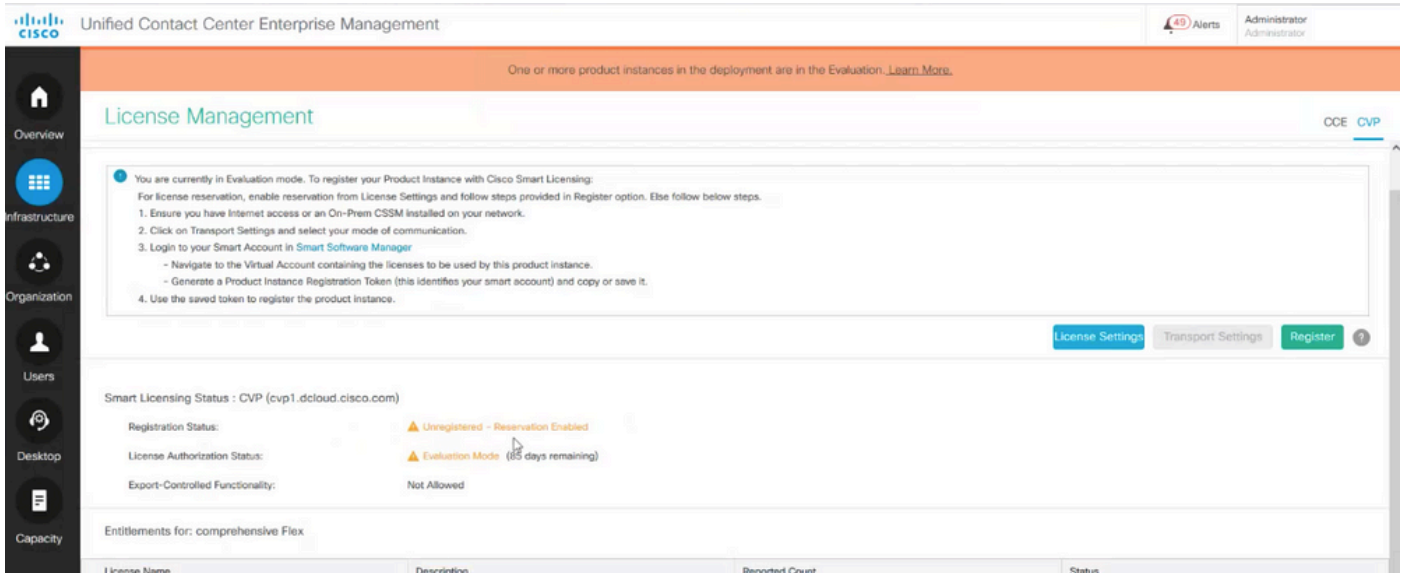 CISCO
Unified Contact Center Enterprise Management
49 Alerts
Administrator
Administrator
One or more product instances in the deployment are in the Evaluation. Learn More.
Overview
Infrastructure
Organization
Users
Desktop
Capacity
License Management
CCE CVP
You are currently in Evaluation mode. To register your Product Instance with Cisco Smart Licensing:
For license reservation, enable reservation from License Settings and follow steps provided in Register option. Else follow below steps.
1. Ensure you have Internet access or an On-Prem CSSM installed on your network.
2. Click on Transport Settings and select your mode of communication.
3. Login to your Smart Account in Smart Software Manager
- Navigate to the Virtual Account containing the licenses to be used by this product instance.
- Generate a Product Instance Registration Token (this identifies your smart account) and copy or save it.
4. Use the saved token to register the product instance.
License Settings Transport Settings Register ?
Smart Licensing Status : CVP (cvp1.dcloud.cisco.com)
Registration Status: Unregistered - Reservation Enabled
License Authorization Status: Evaluation Mode (85 days remaining)
Export-Controlled Functionality: Not Allowed
Entitlements for: comprehensive Flex
License Name Description Reported Count Status